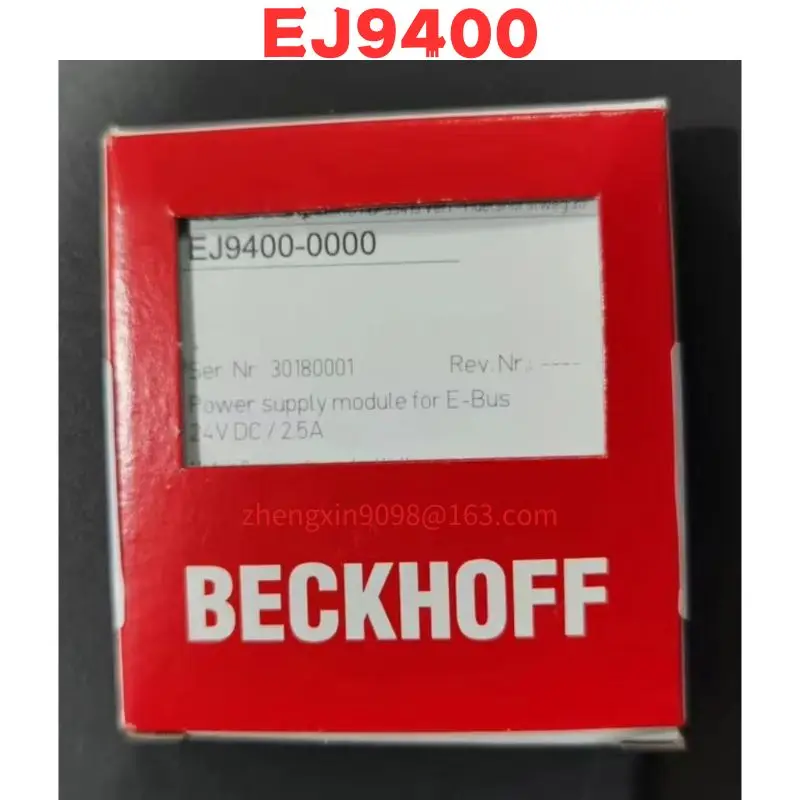 EJ9400
EJ9400-0000
Ser Nr 30180001 Rev.Nr.: ----
Power supply module for E-Bus
24V DC / 2.5A
zhengxin9098@163.com
BECKHOFF